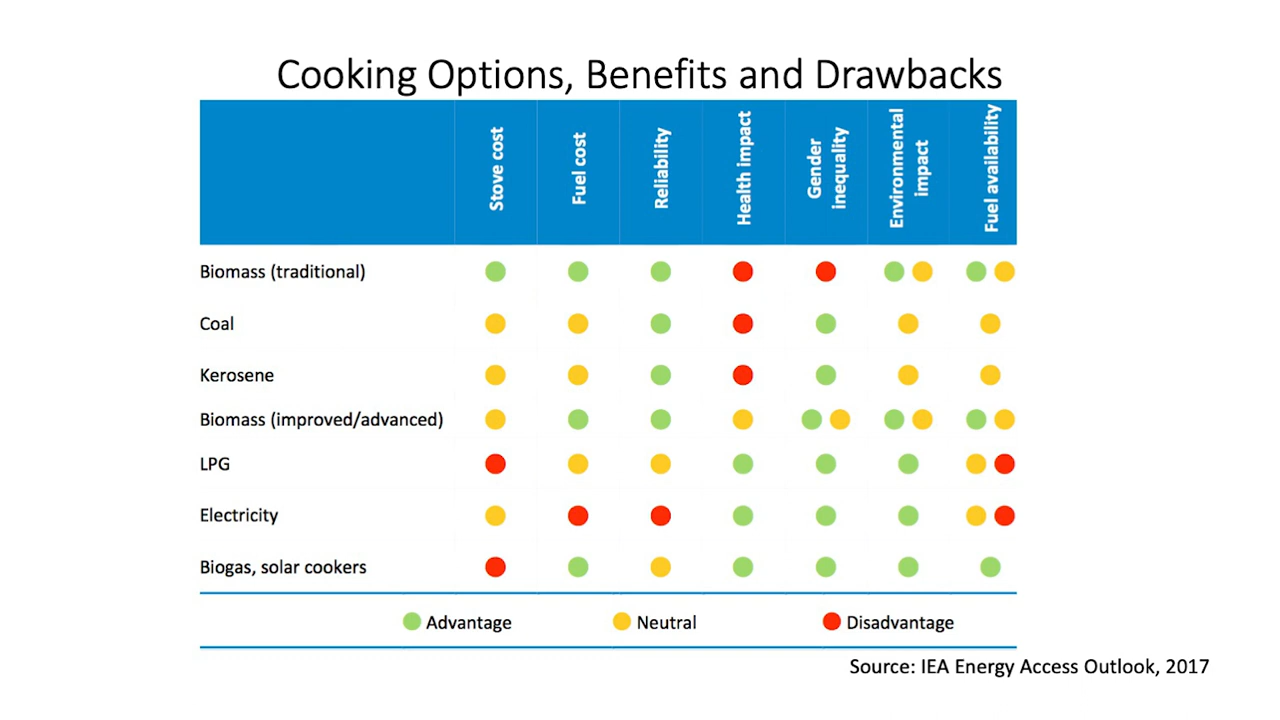 Cooking Options, Benefits and Drawbacks
Stove cost
Fuel cost
Reliability
Health impact
Gender
inequality
Environmental
impact
Fuel availability
Biomass (traditional)
Coal
Kerosene
Biomass (improved/advanced)
LPG
Electricity
Biogas, solar cookers
Advantage
Neutral
Disadvantage
Source: IEA Energy Access Outlook, 2017